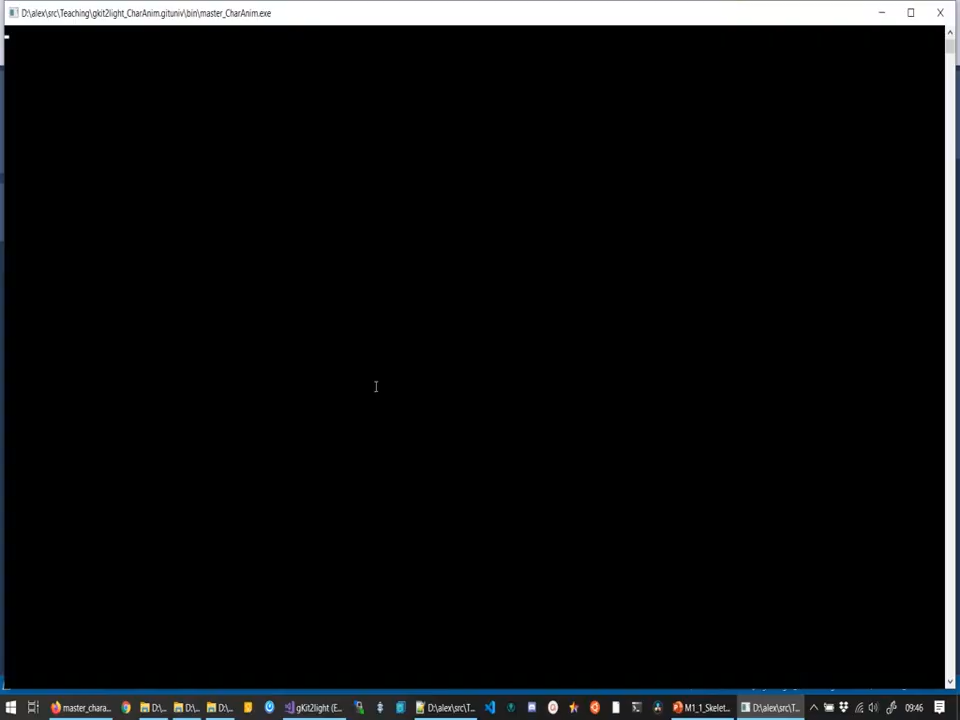 D:\alex\src\Teaching\gkit2light_CharAnim.gituniv\bin\master_CharAnim.exe
master_chara... D:\... D:\... D:\... gKit2light (E... D:\alex\src\T... M1_1_Skelet... D:\alex\src\T... 09:46